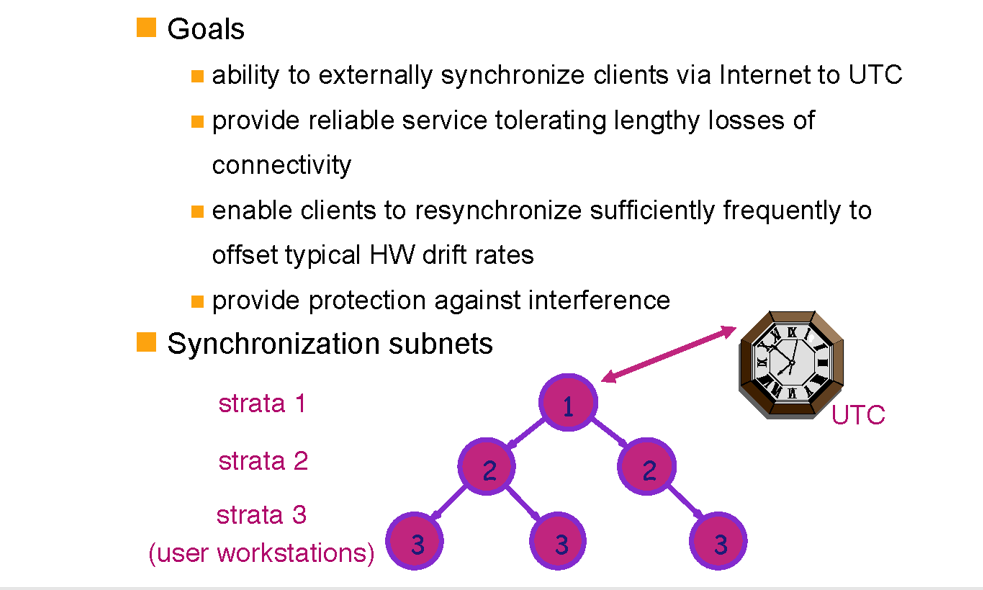 Goals
ability to externally synchronize clients via Internet to UTC
provide reliable service tolerating lengthy losses of
connectivity
enable clients to resynchronize sufficiently frequently to
offset typical HW drift rates
provide protection against interference
Synchronization subnets
strata 1
1
UTC
strata 2
2 2
strata 3
(user workstations)
3 3 3